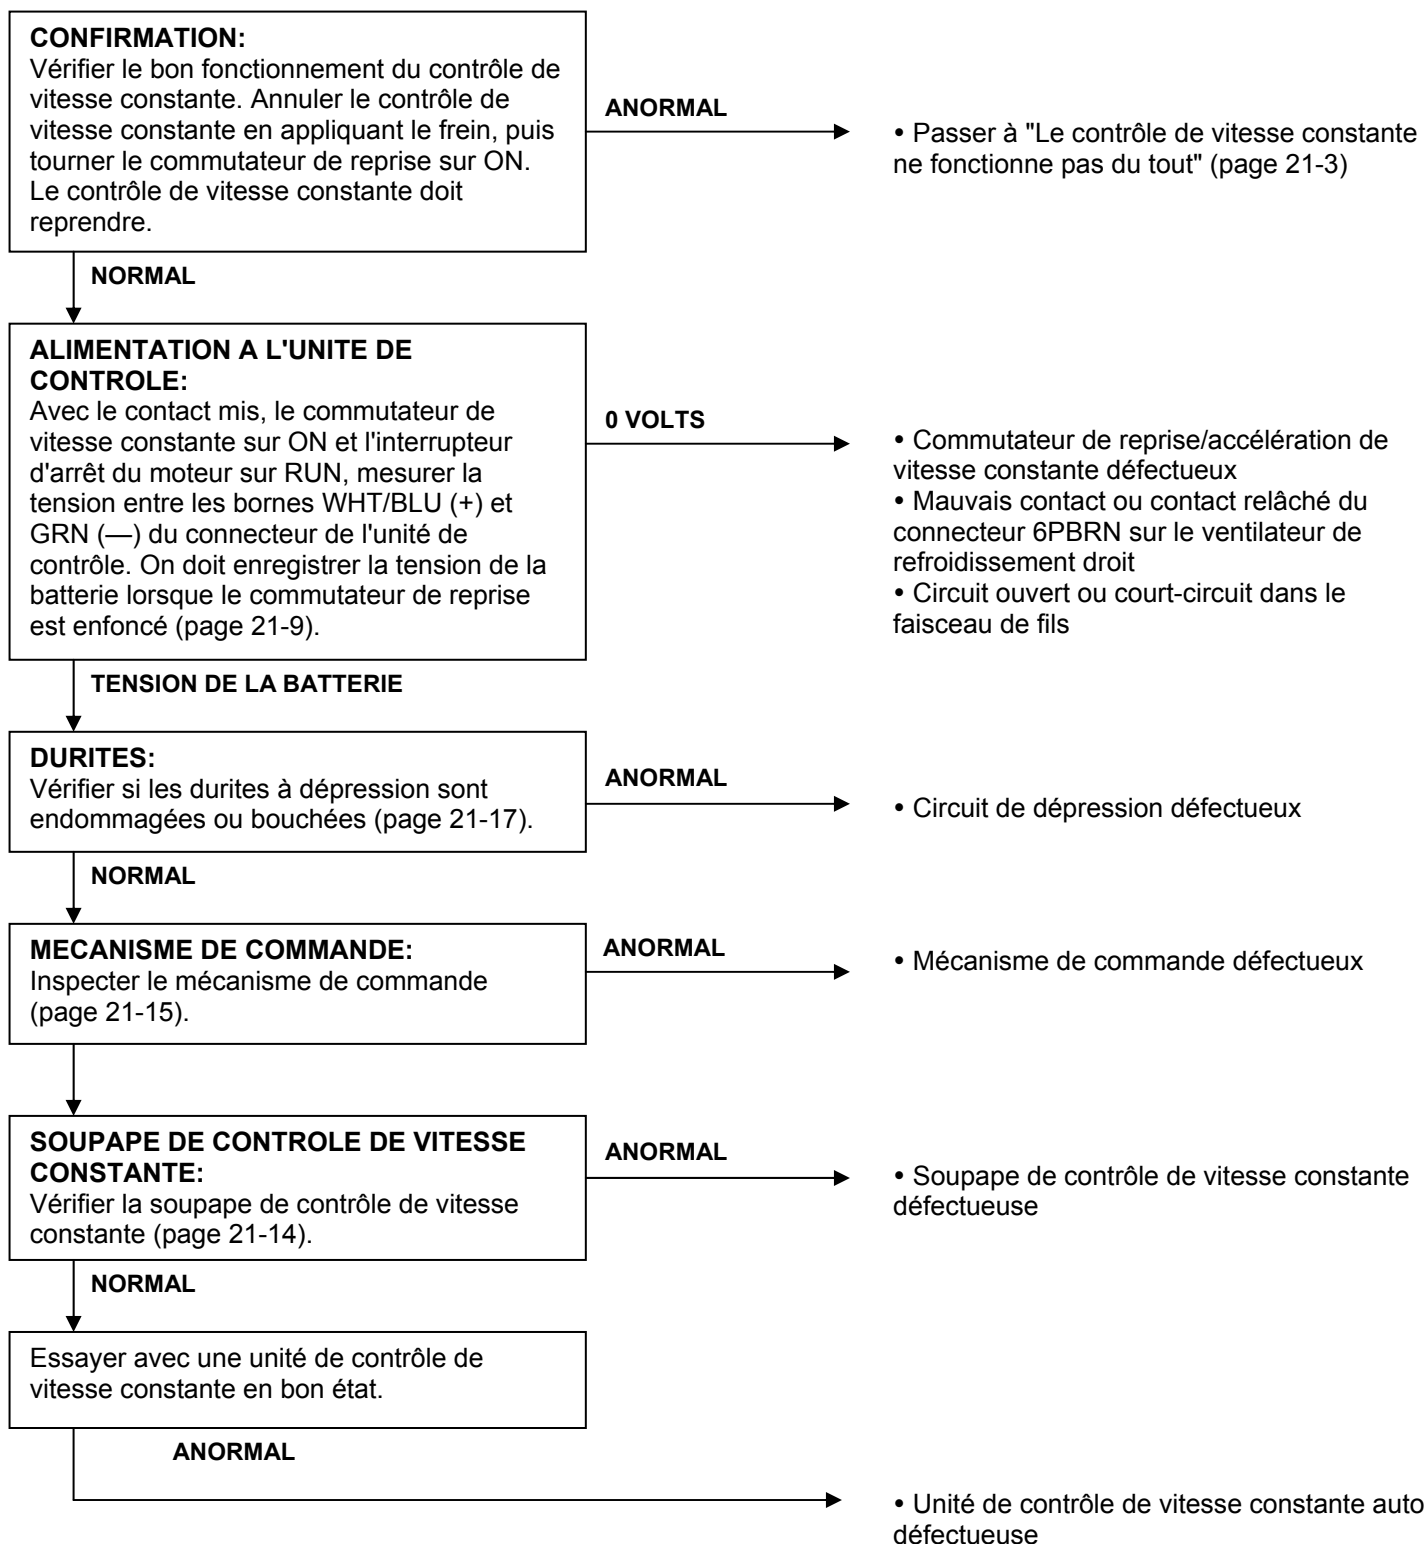 CONFIRMATION:
Vérifier le bon fonctionnement du contrôle de
vitesse constante. Annuler le contrôle de
vitesse constante en appliquant le frein, puis
tourner le commutateur de reprise sur ON.
Le contrôle de vitesse constante doit
reprendre.
ANORMAL
• Passer à "Le contrôle de vitesse constante
ne fonctionne pas du tout" (page 21-3)
NORMAL
ALIMENTATION A L'UNITE DE
CONTROLE:
Avec le contact mis, le commutateur de
vitesse constante sur ON et l'interrupteur
d'arrêt du moteur sur RUN, mesurer la
tension entre les bornes WHT/BLU (+) et
GRN (—) du connecteur de l'unité de
contrôle. On doit enregistrer la tension de la
batterie lorsque le commutateur de reprise
est enfoncé (page 21-9).
0 VOLTS
• Commutateur de reprise/accélération de
vitesse constante défectueux
• Mauvais contact ou contact relâché du
connecteur 6PBRN sur le ventilateur de
refroidissement droit
• Circuit ouvert ou court-circuit dans le
faisceau de fils
TENSION DE LA BATTERIE
DURITES:
Vérifier si les durites à dépression sont
endommagées ou bouchées (page 21-17).
ANORMAL
• Circuit de dépression défectueux
NORMAL
MECANISME DE COMMANDE:
Inspecter le mécanisme de commande
(page 21-15).
ANORMAL
• Mécanisme de commande défectueux
SOUPAPE DE CONTROLE DE VITESSE
CONSTANTE:
Vérifier la soupape de contrôle de vitesse
constante (page 21-14).
ANORMAL
• Soupape de contrôle de vitesse constante
défectueuse
NORMAL
Essayer avec une unité de contrôle de
vitesse constante en bon état.
ANORMAL
• Unité de contrôle de vitesse constante auto
défectueuse